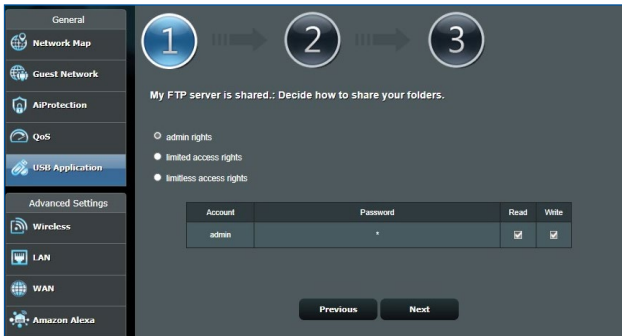 General
Network Map
Guest Network
AiProtection
QoS
USB Application
Advanced Settings
Wireless
LAN
WAN
Amazon Alexa
1 2 3
My FTP server is shared.: Decide how to share your folders.
admin rights
limited access rights
limitless access rights
Account Password Read Write
admin *
Previous Next